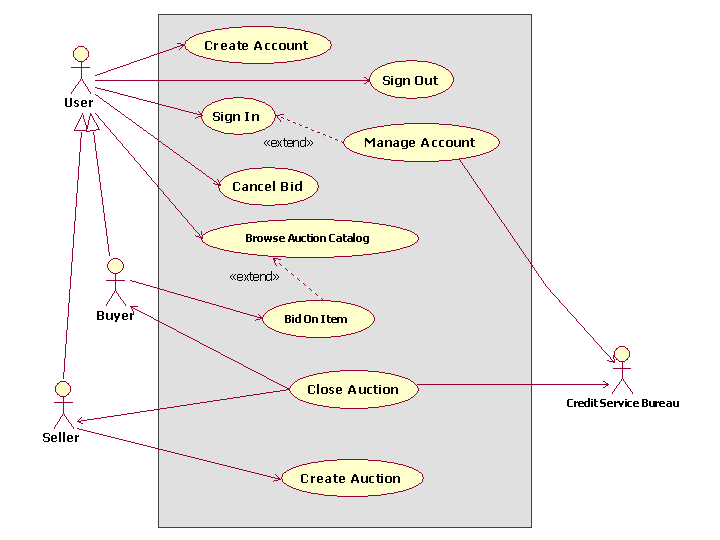 Create Account
Sign Out
User
Sign In
«extend»
Manage Account
Cancel Bid
Browse Auction Catalog
«extend»
Buyer
Bid On Item
Close Auction
Credit Service Bureau
Seller
Create Auction